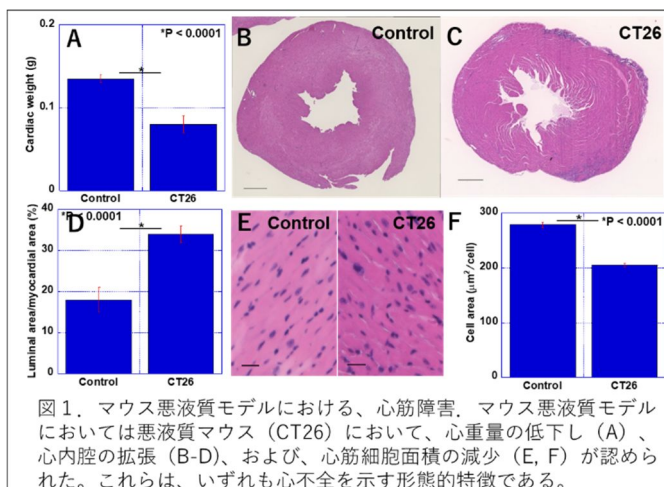 A
*P < 0.0001
*
Cardiac weight (g)
0.2
0.1
0
Control
CT26
B
Control
C
CT26
D
*P < 0.0001
*
Luminal area/myocardial area (%)
40
30
20
10
0
Control
CT26
E
Control
CT26
F
*
*P < 0.0001
Cell area (μm²/cell)
300
200
100
0
Control
CT26
図1．マウス悪液質モデルにおける、心筋障害．マウス悪液質モデル
においては悪液質マウス（CT26）において、心重量の低下し（A）、
心内腔の拡張（B-D)、および、心筋細胞面積の減少（E, F）が認めら
れた。これらは、いずれも心不全を示す形態的特徴である。